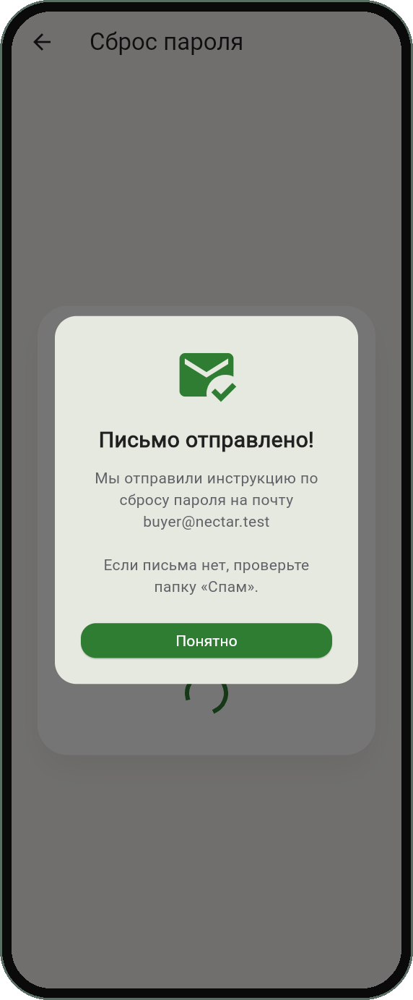 Сброс пароля
Письмо отправлено!
Мы отправили инструкцию по
сбросу пароля на почту
buyer@nectar.test
Если письма нет, проверьте
папку «Спам».
Понятно